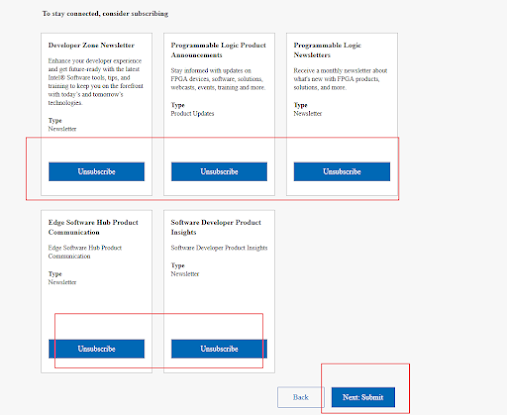 To stay connected, consider subscribing
Developer Zone Newsletter
Enhance your developer experience
and get future-ready with the latest
Intel® Software tools, tips, and
training to keep you on the forefront
with today's and tomorrow's
technologies.
Type
Newsletter
Unsubscribe
Programmable Logic Product
Announcements
Stay informed with updates on
FPGA devices, software, solutions,
webcasts, events, training and more.
Type
Product Updates
Unsubscribe
Programmable Logic
Newsletters
Receive a monthly newsletter about
what's new with FPGA products,
solutions, and more.
Type
Newsletter
Unsubscribe
Edge Software Hub Product
Communication
Edge Software Hub Product
Communication
Type
Newsletter
Unsubscribe
Software Developer Product
Insights
Software Developer Product Insights
Type
Newsletter
Unsubscribe
Back
Next: Submit